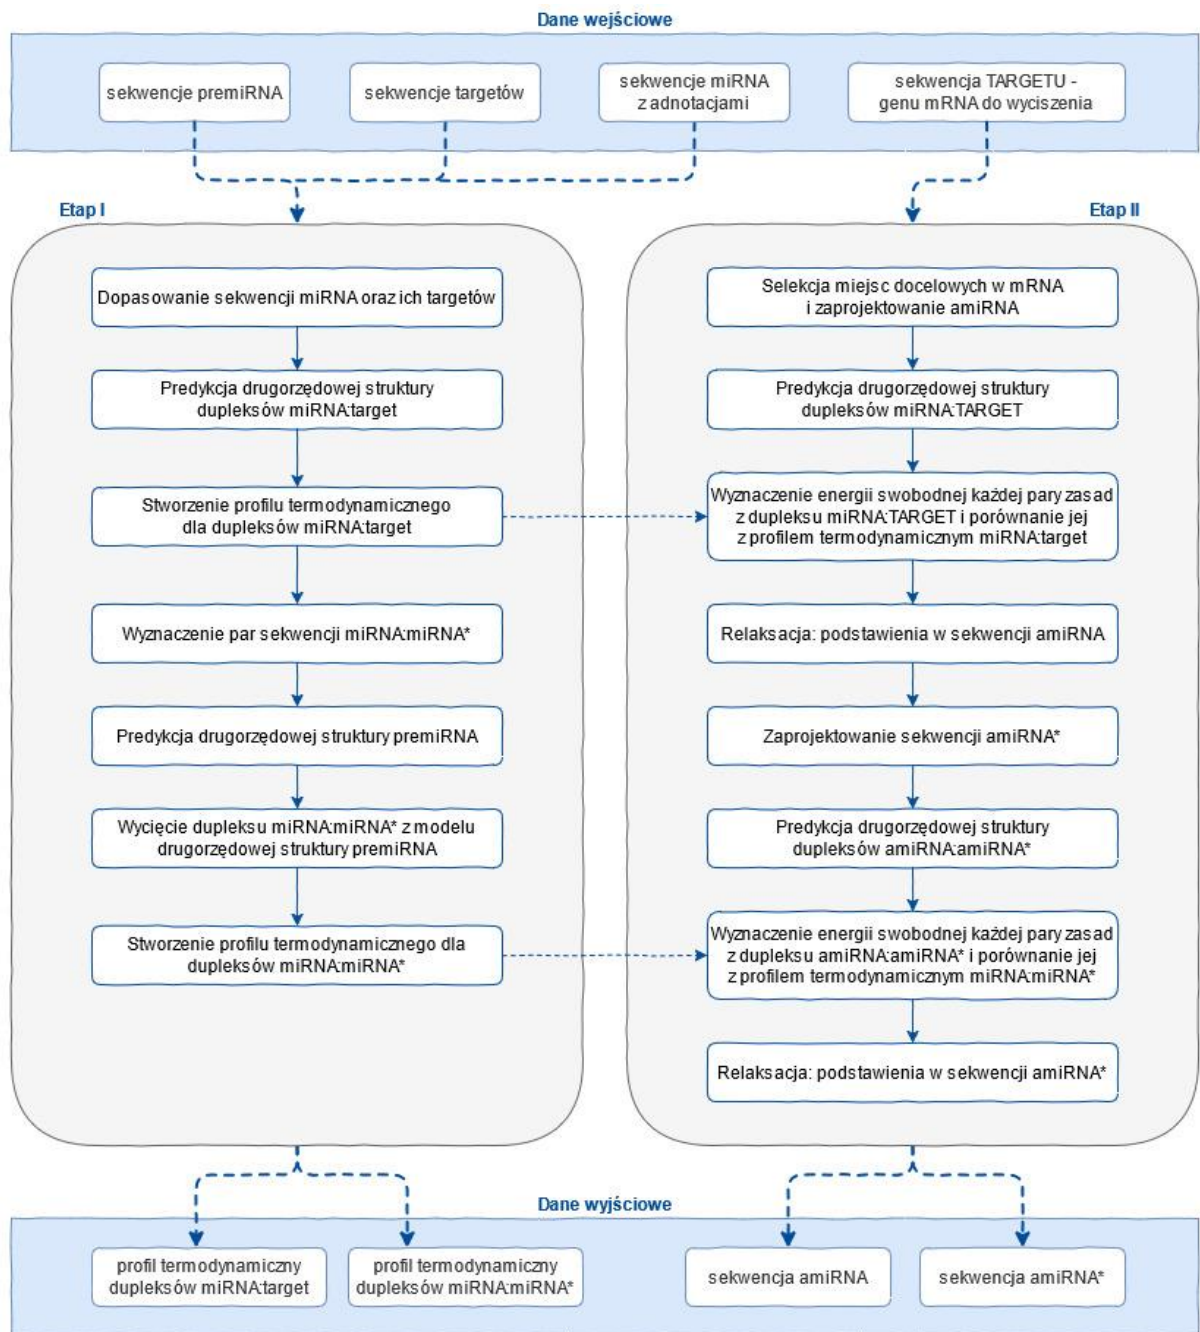 Dane wejściowe
sekwencje premiRNA
sekwencje targetów
sekwencje miRNA
z adnotacjami
sekwencja TARGETU -
genu mRNA do wyciszenia
Etap I
Dopasowanie sekwencji miRNA oraz ich targetów
Predykcja drugorzędowej struktury
dupleksów miRNA:target
Stworzenie profilu termodynamicznego
dla dupleksów miRNA:target
Wyznaczenie par sekwencji miRNA:miRNA*
Predykcja drugorzędowej struktury premiRNA
Wycięcie dupleksu miRNA:miRNA* z modelu
drugorzędowej struktury premiRNA
Stworzenie profilu termodynamicznego dla
dupleksów miRNA:miRNA*
Etap II
Selekcja miejsc docelowych w mRNA
i zaprojektowanie amiRNA
Predykcja drugorzędowej struktury
dupleksów miRNA:TARGET
Wyznaczenie energii swobodnej każdej pary zasad
z dupleksu miRNA:TARGET i porównanie jej
z profilem termodynamicznym miRNA:target
Relaksacja: podstawienia w sekwencji amiRNA
Zaprojektowanie sekwencji amiRNA*
Predykcja drugorzędowej struktury
dupleksów amiRNA:amiRNA*
Wyznaczenie energii swobodnej każdej pary zasad
z dupleksu amiRNA:amiRNA* i porównanie jej
z profilem termodynamicznym miRNA:miRNA*
Relaksacja: podstawienia w sekwencji amiRNA*
Dane wyjściowe
profil termodynamiczny
dupleksów miRNA:target
profil termodynamiczny
dupleksów miRNA:miRNA*
sekwencja amiRNA
sekwencja amiRNA*